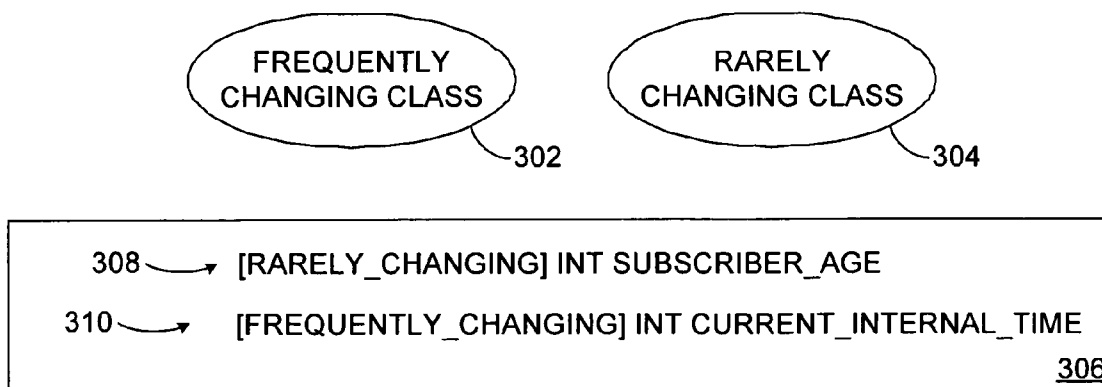 FREQUENTLY
CHANGING CLASS
302
RARELY
CHANGING CLASS
304
308 [RARELY_CHANGING] INT SUBSCRIBER_AGE
310 [FREQUENTLY_CHANGING] INT CURRENT_INTERNAL_TIME
306